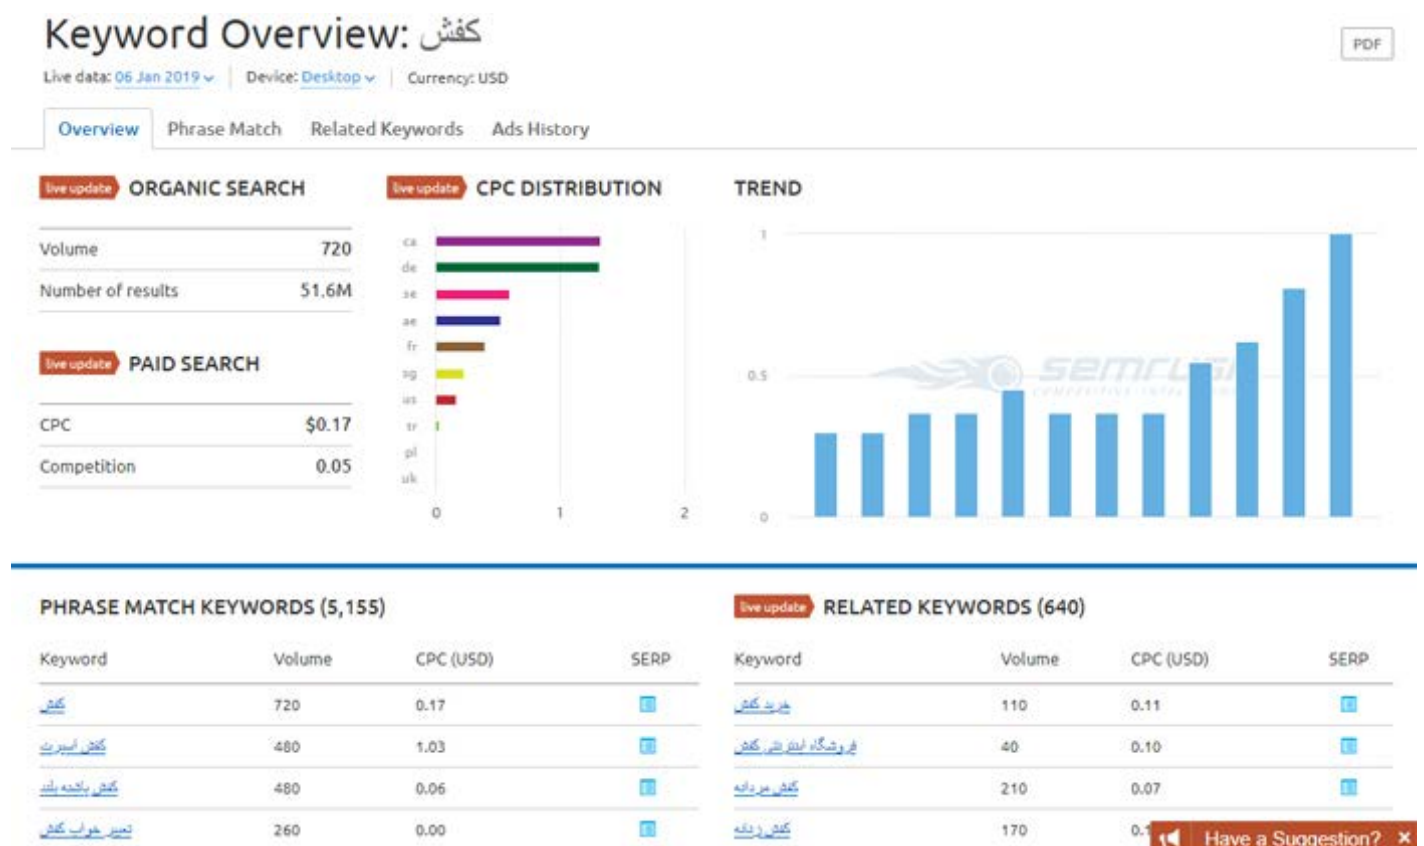 Keyword Overview: کفش
PDF
Live data: 06 Jan 2019 Device: Desktop Currency: USD
Overview Phrase Match Related Keywords Ads History
live update ORGANIC SEARCH
Volume 720
Number of results 51.6M
live update PAID SEARCH
CPC $0.17
Competition 0.05
live update CPC DISTRIBUTION
ca
de
se
ae
fr
sg
us
tr
pl
uk
0 1 2
TREND
1
0.5
0
semrush
PHRASE MATCH KEYWORDS (5,155)
Keyword Volume CPC (USD) SERP
کفش 720 0.17
کفش اسپرت 480 1.03
کفش پاشنه بلند 480 0.06
تعبیر خواب کفش 260 0.00
live update RELATED KEYWORDS (640)
Keyword Volume CPC (USD) SERP
خرید کفش 110 0.11
فروشگاه اینترنتی کفش 40 0.10
کفش مردانه 210 0.07
کفش زنانه 170
Have a Suggestion? ×